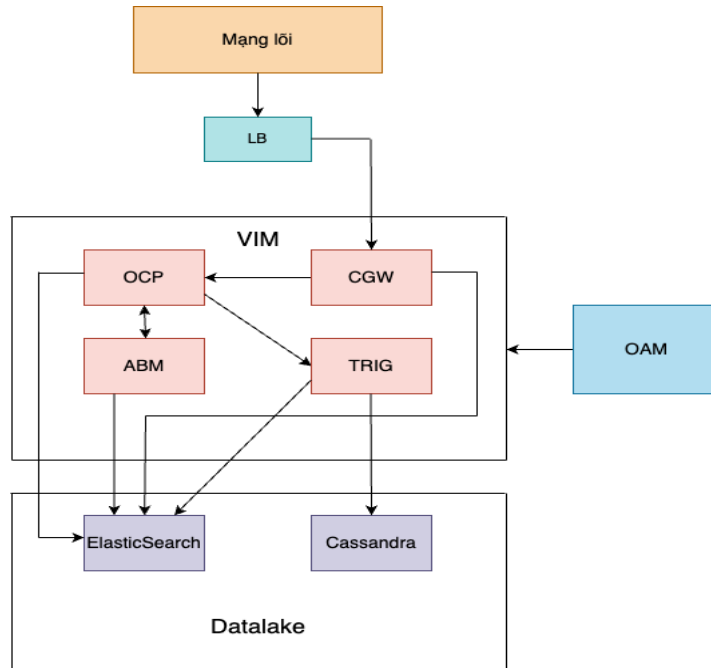 Mạng lõi
LB
VIM
OCP
CGW
ABM
TRIG
OAM
ElasticSearch
Cassandra
Datalake